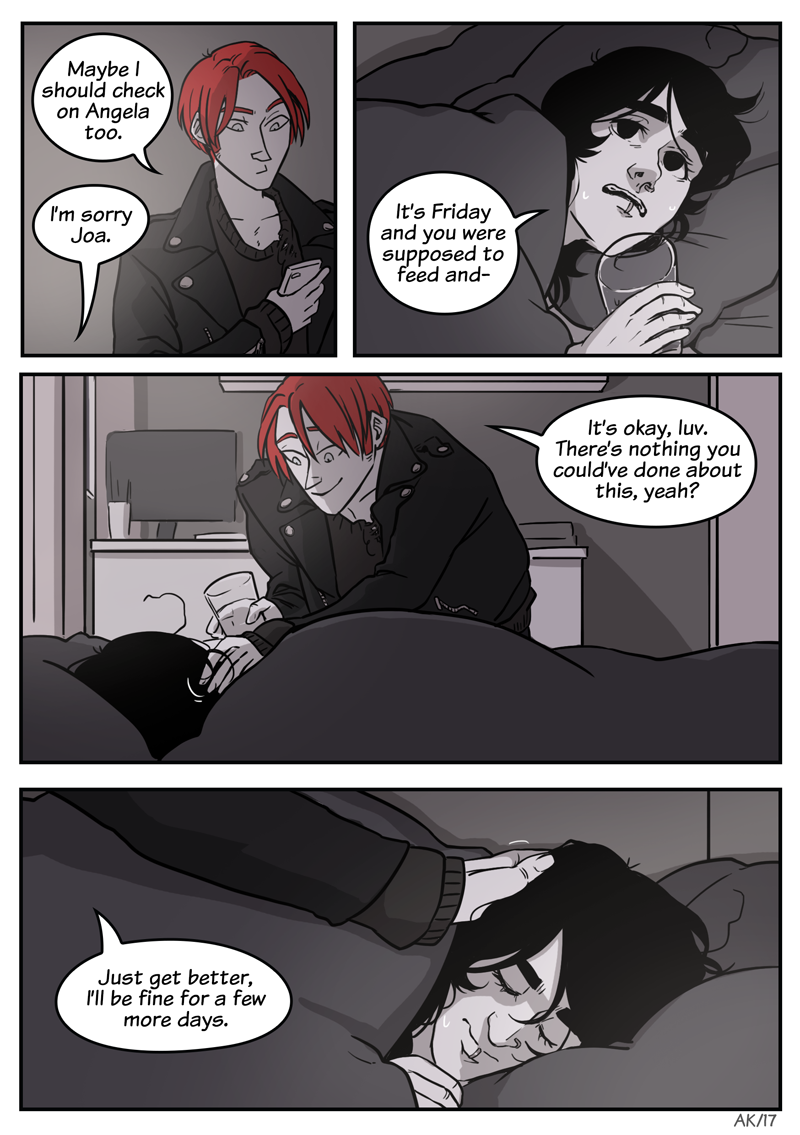 Maybe I
should check
on Angela
too.
I'm sorry
Joa.
It's Friday
and you were
supposed to
feed and-
It's okay, luv.
There's nothing you
could've done about
this, yeah?
Just get better,
I'll be fine for a few
more days.
AK/17